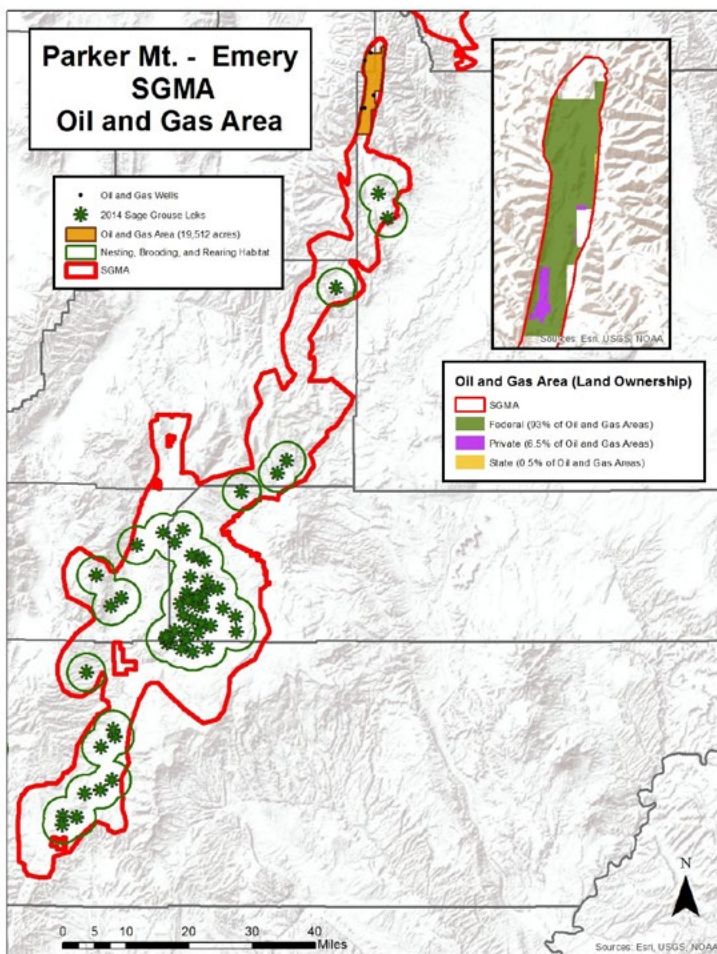 Parker Mt. - Emery
SGMA
Oil and Gas Area
Oil and Gas Wells
2014 Sage Grouse Leks
Oil and Gas Area (19,512 acres)
Nesting, Brooding, and Rearing Habitat
SGMA
Sources: Esri, USGS, NOAA
Oil and Gas Area (Land Ownership)
SGMA
Federal (93% of Oil and Gas Areas)
Private (6.5% of Oil and Gas Areas)
State (0.5% of Oil and Gas Areas)
N
0 5 10 20 30 40
Miles
Sources: Esri, USGS, NOAA